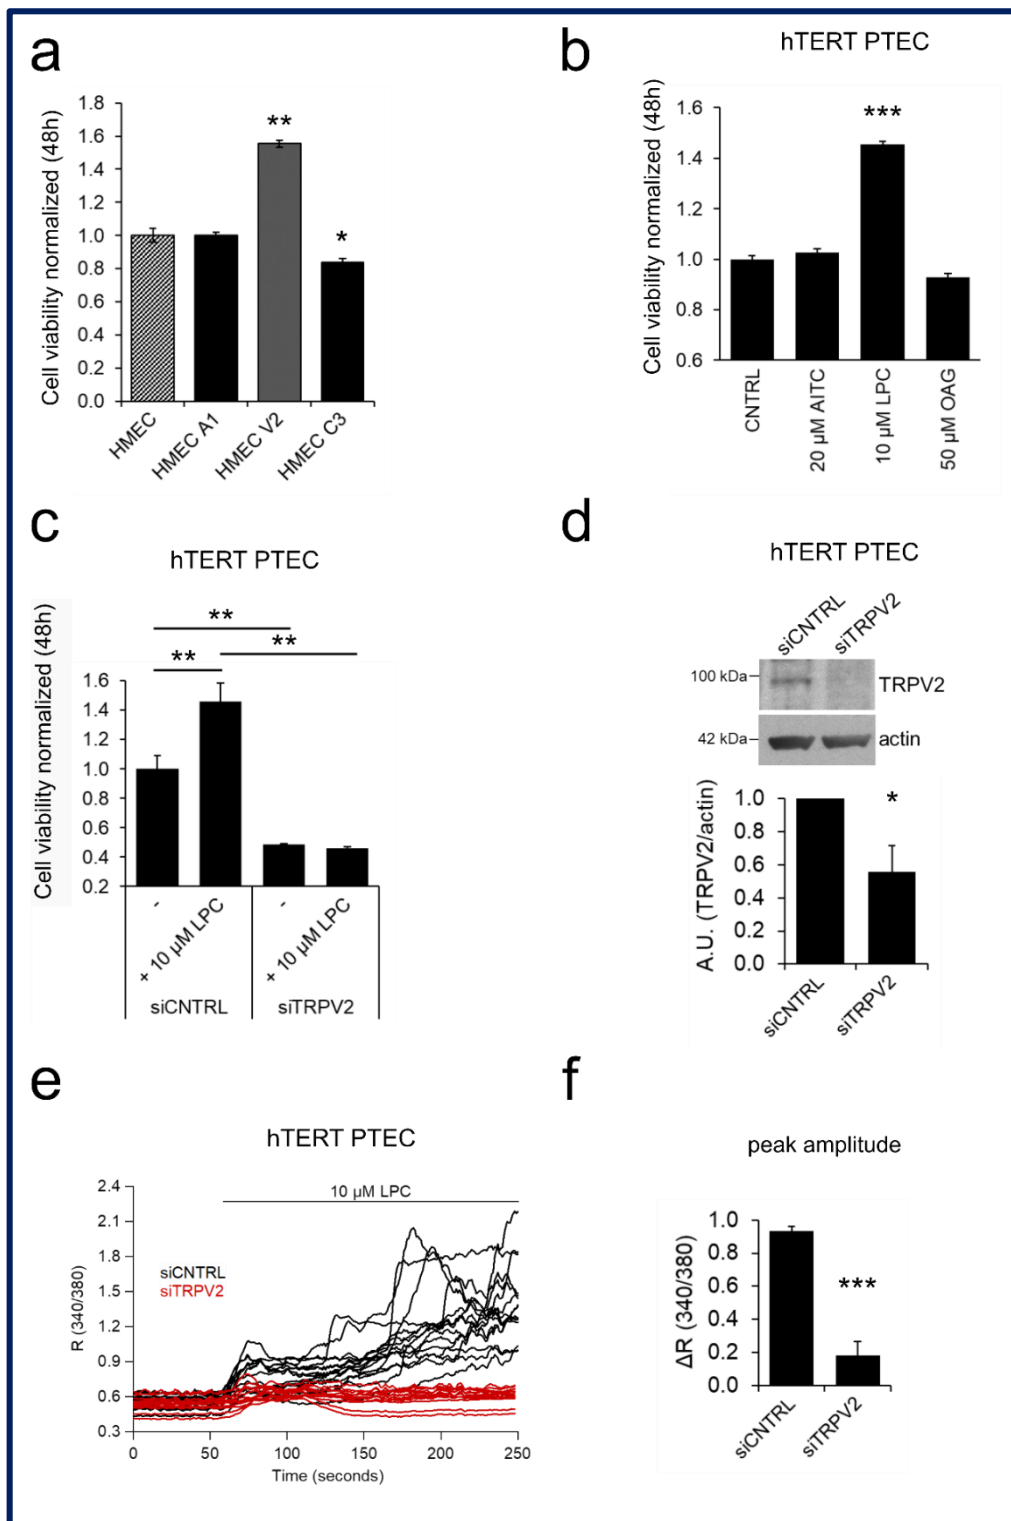 a
Cell viability normalized (48h)
1.8
1.6
1.4
1.2
1.0
0.8
0.6
0.4
0.2
0.0
**
*
HMEC
HMEC A1
HMEC V2
HMEC C3
b
hTERT PTEC
Cell viability normalized (48h)
1.6
1.4
1.2
1.0
0.8
0.6
***
CNTRL
20 µM AITC
10 µM LPC
50 µM OAG
c
hTERT PTEC
Cell viability normalized (48h)
**
**
**
1.6
1.4
1.2
1.0
0.8
0.6
0.4
0.2
-
+ 10 µM LPC
-
+ 10 µM LPC
siCNTRL
siTRPV2
d
hTERT PTEC
siCNTRL
siTRPV2
100 kDa
TRPV2
42 kDa
actin
A.U. (TRPV2/actin)
1.0
0.8
0.6
0.4
0.2
0.0
*
siCNTRL
siTRPV2
e
hTERT PTEC
R (340/380)
2.4
2.1
1.8
1.5
1.2
0.9
0.6
0.3
10 µM LPC
siCNTRL
siTRPV2
0
50
100
150
200
250
Time (seconds)
f
peak amplitude
ΔR (340/380)
1.0
0.8
0.6
0.4
0.2
0.0
***
siCNTRL
siTRPV2